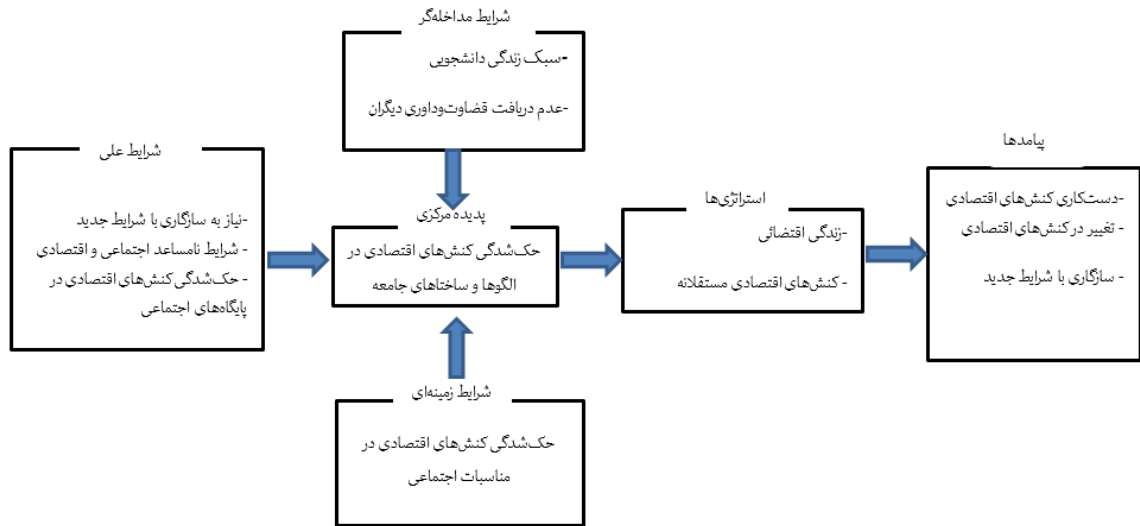 شرایط مداخله‌گر
-سبک زندگی دانشجویی
-عدم دریافت قضاوت‌وداوری دیگران
شرایط علی
-نیاز به سازگاری با شرایط جدید
- شرایط نامساعد اجتماعی و اقتصادی
- حک‌شدگی کنش‌های اقتصادی در
پایگاه‌های اجتماعی
پدیده مرکزی
حک‌شدگی کنش‌های اقتصادی در
الگوها و ساختاهای جامعه
استراتژی‌ها
-زندگی اقتضائی
- کنش‌های اقتصادی مستقلانه
پیامدها
-دست‌کاری کنش‌های اقتصادی
- تغییر در کنش‌های اقتصادی
- سازگاری با شرایط جدید
شرایط زمینه‌ای
حک‌شدگی کنش‌های اقتصادی در
مناسبات اجتماعی